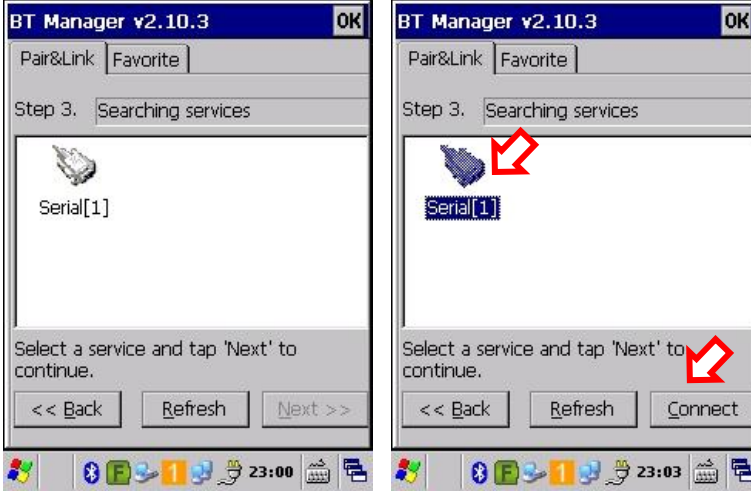 BT Manager v2.10.3 OK
Pair&Link Favorite
Step 3. Searching services
Serial[1]
Select a service and tap 'Next' to
continue.
<< Back Refresh Next >>
F 1 23:00
BT Manager v2.10.3 OK
Pair&Link Favorite
Step 3. Searching services
Serial[1]
Select a service and tap 'Next' to
continue.
<< Back Refresh Connect
F 1 23:03